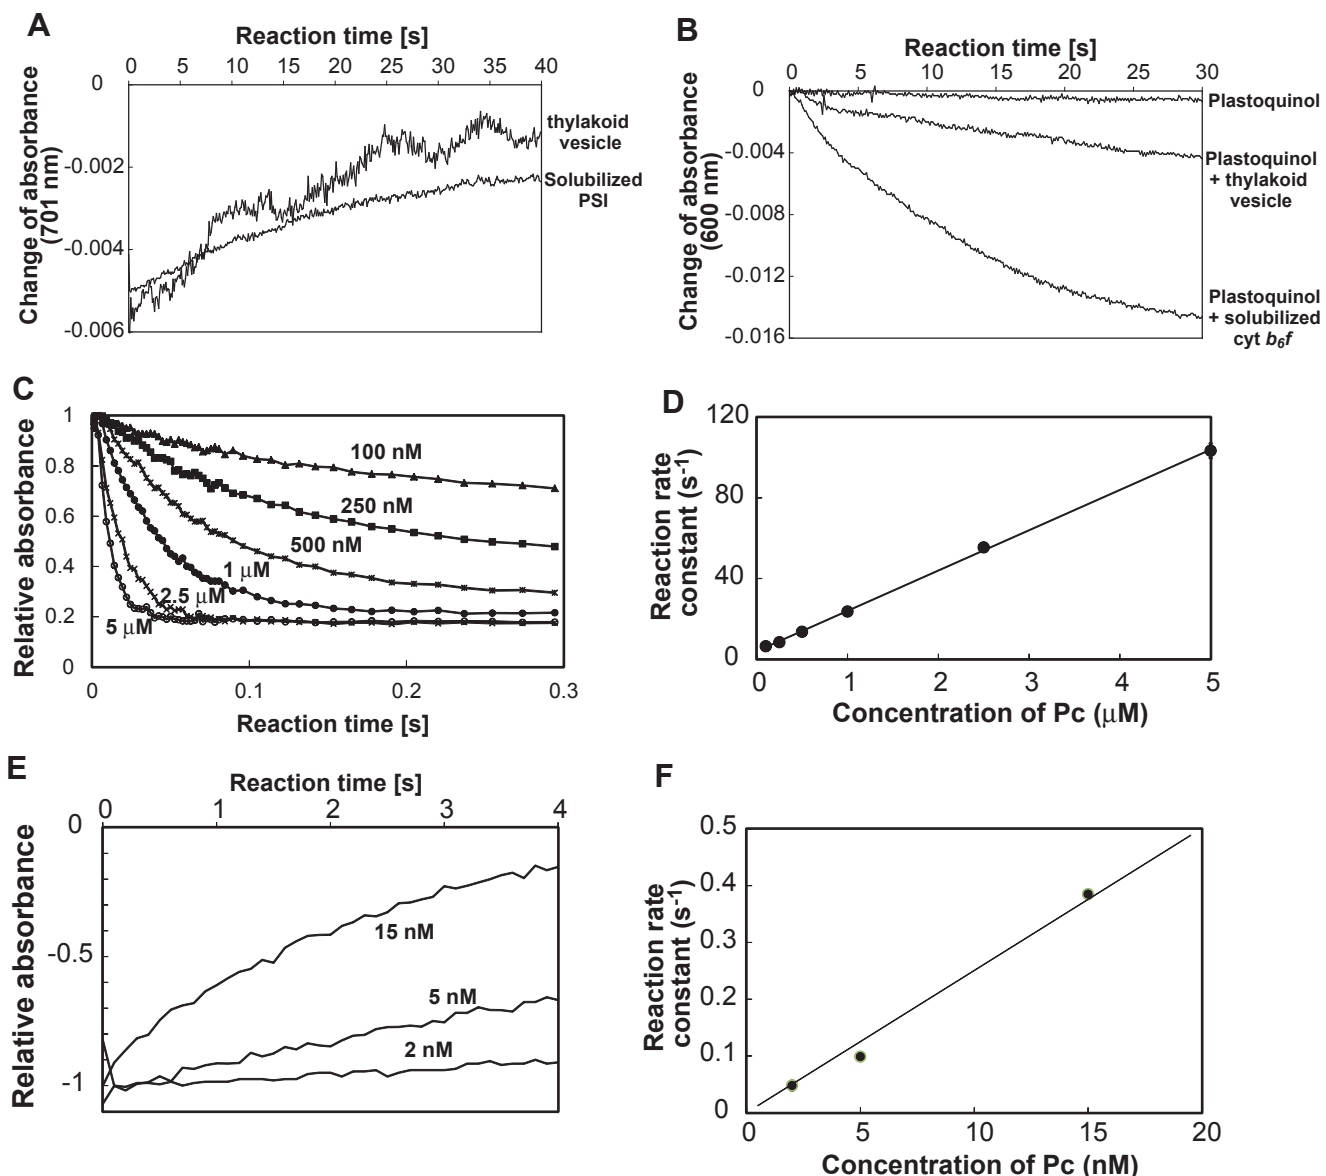 A
Reaction time [s]
0 5 10 15 20 25 30 35 40
Change of absorbance
(701 nm)
0
-0.002
-0.004
-0.006
thylakoid
vesicle
Solubilized
PSI
B
Reaction time [s]
0 5 10 15 20 25 30
Change of absorbance
(600 nm)
0
-0.004
-0.008
-0.012
-0.016
Plastoquinol
Plastoquinol
+ thylakoid
vesicle
Plastoquinol
+ solubilized
cyt b₆f
C
Relative absorbance
1
0.8
0.6
0.4
0.2
0
100 nM
250 nM
500 nM
1 μM
2.5 μM
5 μM
0 0.1 0.2 0.3
Reaction time [s]
D
Reaction rate
constant (s⁻¹)
120
80
40
0
0 1 2 3 4 5
Concentration of Pc (μM)
E
Reaction time [s]
0 1 2 3 4
Relative absorbance
0
-0.5
-1
15 nM
5 nM
2 nM
F
Reaction rate
constant (s⁻¹)
0.5
0.4
0.3
0.2
0.1
0
0 5 10 15 20
Concentration of Pc (nM)